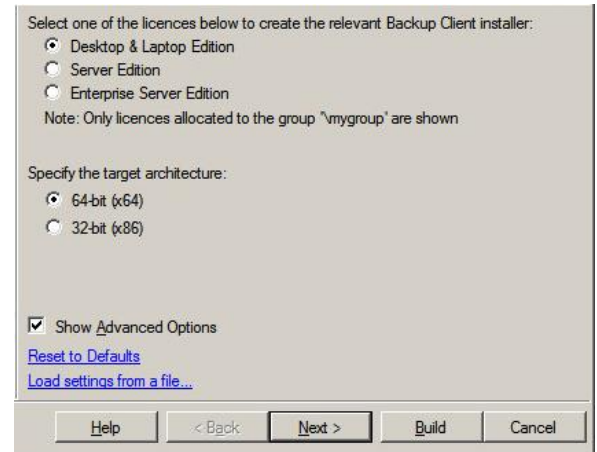 Select one of the licences below to create the relevant Backup Client installer:
Desktop & Laptop Edition
Server Edition
Enterprise Server Edition
Note: Only licences allocated to the group '\mygroup' are shown
Specify the target architecture:
64-bit (x64)
32-bit (x86)
Show Advanced Options
Reset to Defaults
Load settings from a file...
Help
< Back
Next >
Build
Cancel